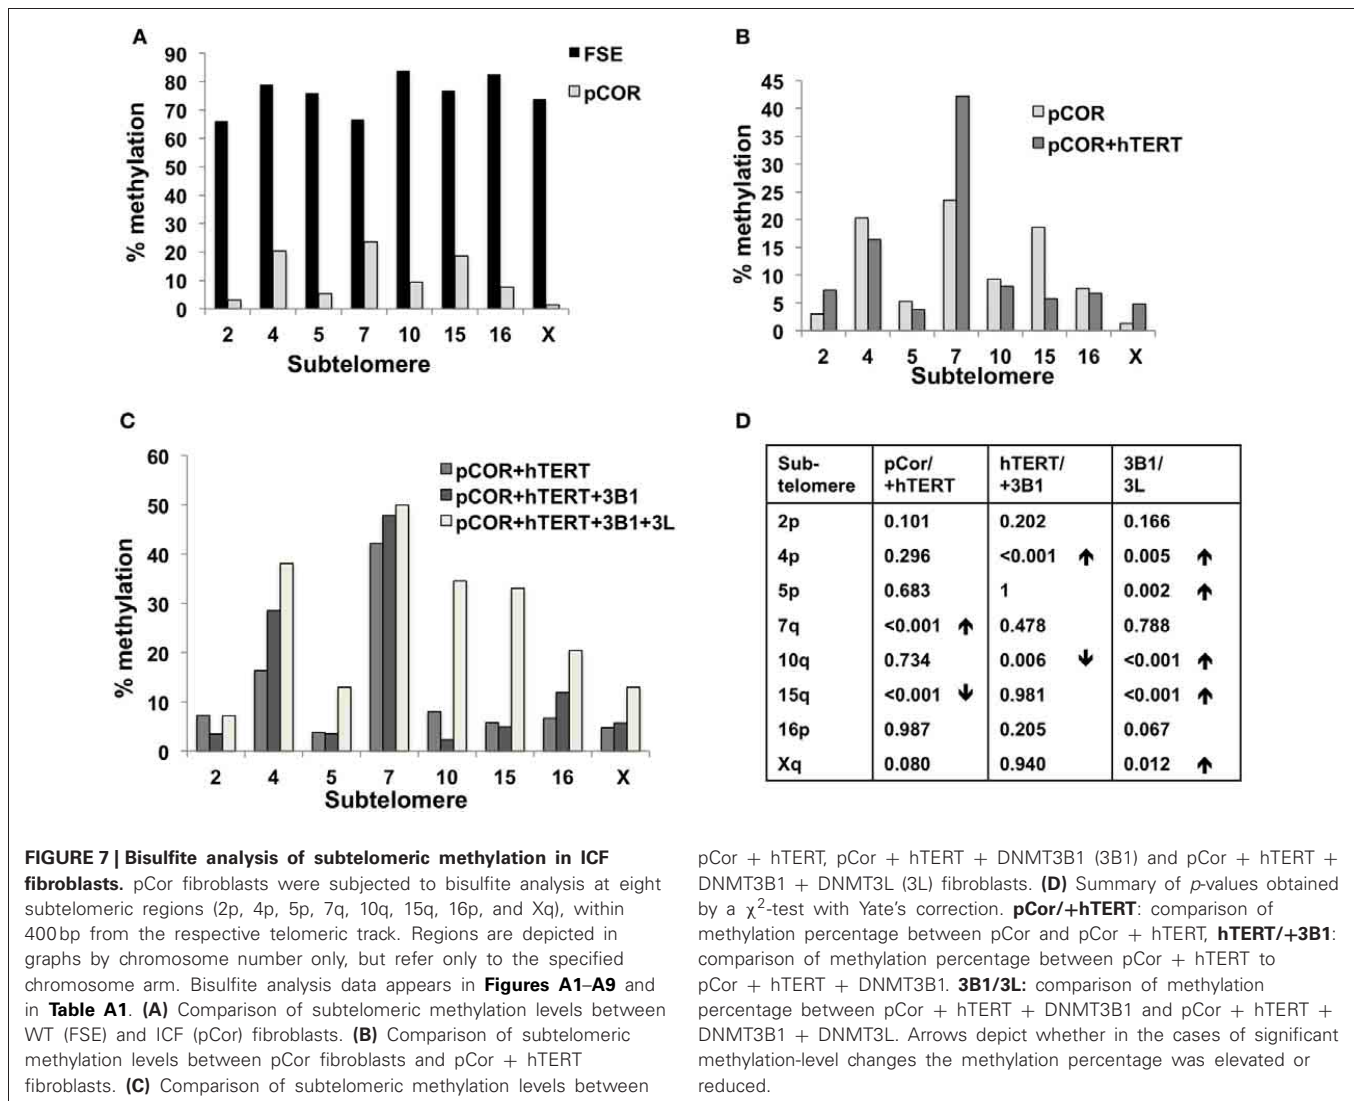 A
90
80
70
60
50
40
30
20
10
0
% methylation
FSE
pCOR
2 4 5 7 10 15 16 X
Subtelomere
B
45
40
35
30
25
20
15
10
5
0
% methylation
pCOR
pCOR+hTERT
2 4 5 7 10 15 16 X
Subtelomere
C
60
50
40
30
20
10
0
% methylation
pCOR+hTERT
pCOR+hTERT+3B1
pCOR+hTERT+3B1+3L
2 4 5 7 10 15 16 X
Subtelomere
D
Sub-telomere pCor/+hTERT hTERT/+3B1 3B1/3L
2p 0.101 0.202 0.166
4p 0.296 <0.001 ↑ 0.005 ↑
5p 0.683 1 0.002 ↑
7q <0.001 ↑ 0.478 0.788
10q 0.734 0.006 ↓ <0.001 ↑
15q <0.001 ↓ 0.981 <0.001 ↑
16p 0.987 0.205 0.067
Xq 0.080 0.940 0.012 ↑
FIGURE 7 | Bisulfite analysis of subtelomeric methylation in ICF
fibroblasts. pCor fibroblasts were subjected to bisulfite analysis at eight
subtelomeric regions (2p, 4p, 5p, 7q, 10q, 15q, 16p, and Xq), within
400 bp from the respective telomeric track. Regions are depicted in
graphs by chromosome number only, but refer only to the specified
chromosome arm. Bisulfite analysis data appears in Figures A1–A9 and
in Table A1. (A) Comparison of subtelomeric methylation levels between
WT (FSE) and ICF (pCor) fibroblasts. (B) Comparison of subtelomeric
methylation levels between pCor fibroblasts and pCor + hTERT
fibroblasts. (C) Comparison of subtelomeric methylation levels between
pCor + hTERT, pCor + hTERT + DNMT3B1 (3B1) and pCor + hTERT +
DNMT3B1 + DNMT3L (3L) fibroblasts. (D) Summary of p-values obtained
by a χ²-test with Yate's correction. pCor/+hTERT: comparison of
methylation percentage between pCor and pCor + hTERT, hTERT/+3B1:
comparison of methylation percentage between pCor + hTERT to
pCor + hTERT + DNMT3B1. 3B1/3L: comparison of methylation
percentage between pCor + hTERT + DNMT3B1 and pCor + hTERT +
DNMT3B1 + DNMT3L. Arrows depict whether in the cases of significant
methylation-level changes the methylation percentage was elevated or
reduced.